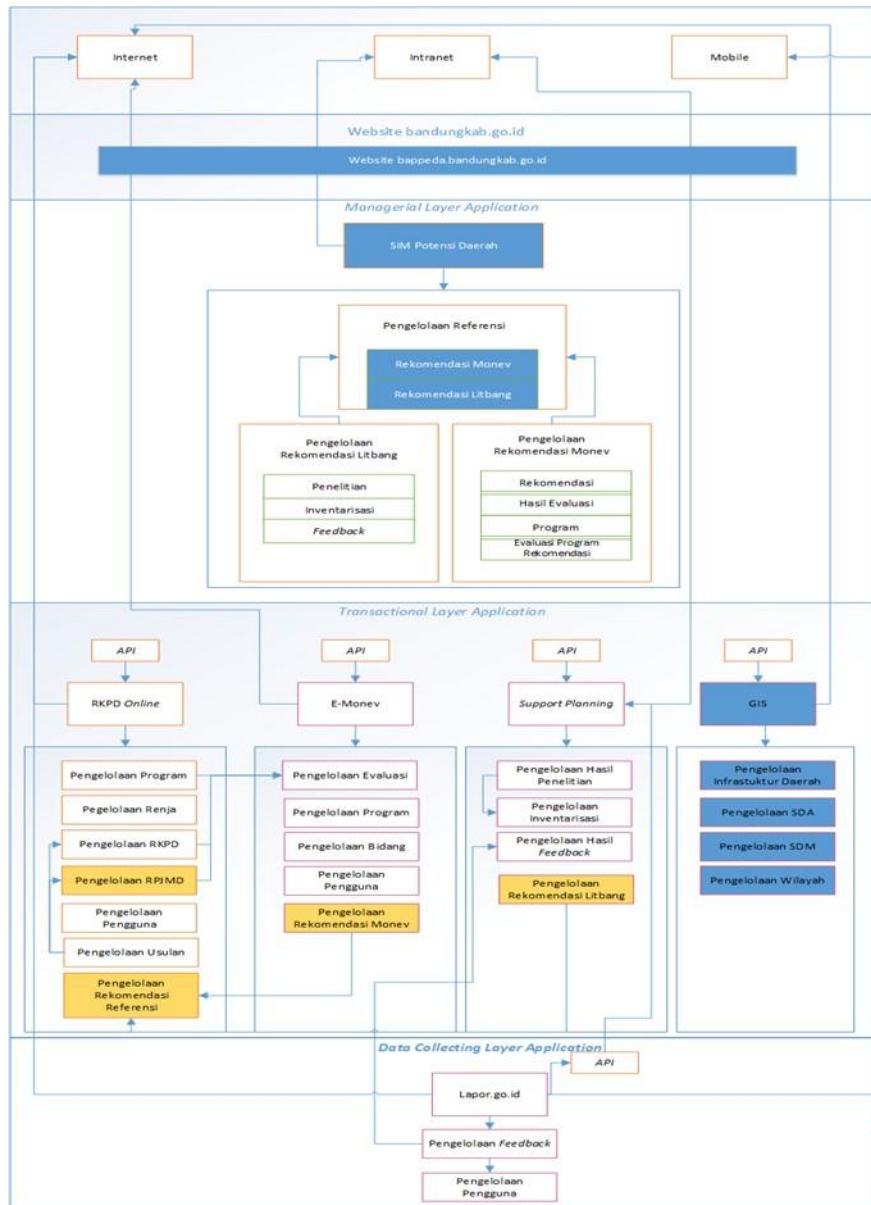 Internet
Intranet
Mobile
Website bandungkab.go.id
Website bappeda.bandungkab.go.id
Managerial Layer Application
SIM Potensi Daerah
Pengelolaan Referensi
Rekomendasi Monev
Rekomendasi Litbang
Pengelolaan
Rekomendasi Litbang
Penelitian
Inventarisasi
Feedback
Pengelolaan
Rekomendasi Monev
Rekomendasi
Hasil Evaluasi
Program
Evaluasi Program
Rekomendasi
Transactional Layer Application
API
API
API
API
RKPD Online
E-Monev
Support Planning
GIS
Pengelolaan Program
Pegelolaan Renja
Pengelolaan RKPD
Pengelolaan RPJMD
Pengelolaan
Pengguna
Pengelolaan Usulan
Pengelolaan
Rekomendasi
Referensi
Pengelolaan Evaluasi
Pengelolaan Program
Pengelolaan Bidang
Pengelolaan
Pengguna
Pengelolaan
Rekomendasi Monev
Pengelolaan Hasil
Penelitian
Pengelolaan
Inventarisasi
Pengelolaan Hasil
Feedback
Pengelolaan
Rekomendasi Litbang
Pengelolaan
Infrastuktur Daerah
Pengelolaan SDA
Pengelolaan SDM
Pengelolaan Wilayah
Data Collecting Layer Application
API
Lapor.go.id
Pengelolaan Feedback
Pengelolaan
Pengguna